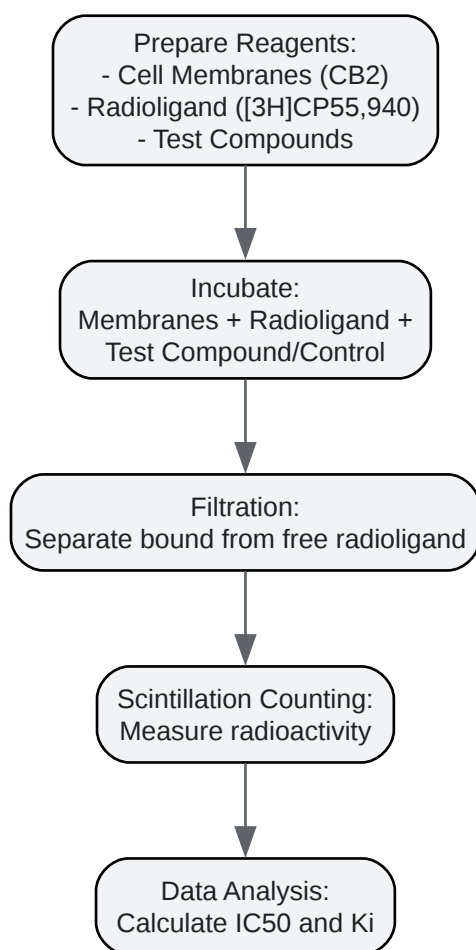 Prepare Reagents:
- Cell Membranes (CB2)
- Radioligand ([3H]CP55,940)
- Test Compounds
Incubate:
Membranes + Radioligand +
Test Compound/Control
Filtration:
Separate bound from free radioligand
Scintillation Counting:
Measure radioactivity
Data Analysis:
Calculate IC50 and Ki